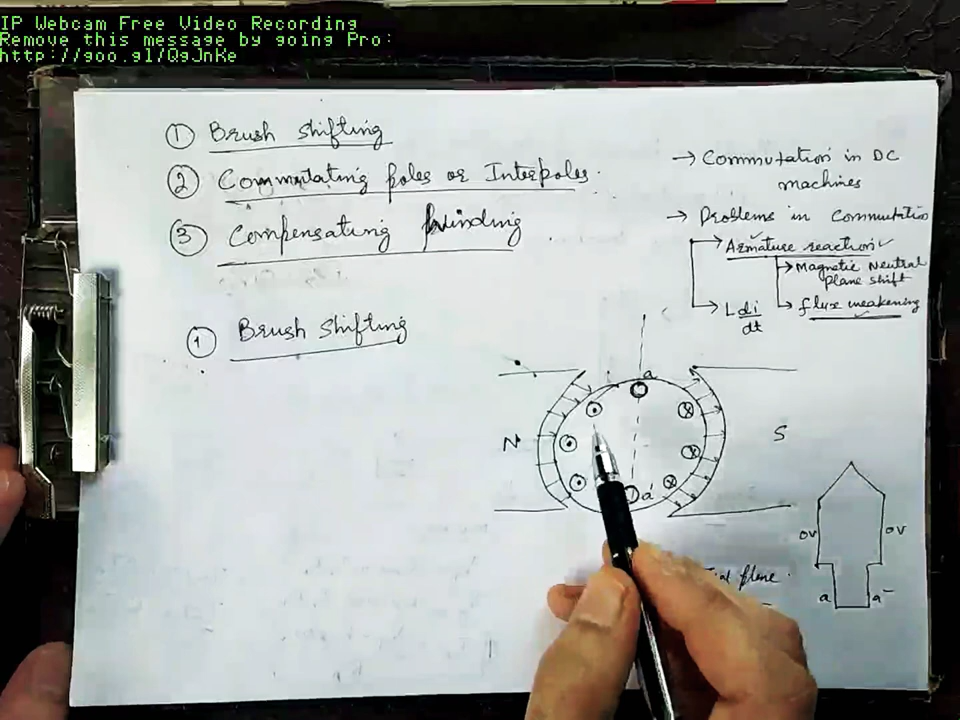 IP Webcam Free Video Recording
Remove this message by going Pro:
http://goo.gl/QgJnKe
① Brush shifting
② Commutating poles or Interpoles.
③ Compensating Winding
① Brush shifting
→ Commutation in DC
machines
→ Problems in Commutation
→ Armature reaction ✓
→ Magnetic Neutral
Plane shift
→ flux weakening
→ L di/dt
a
N
S
a'
0V
0V
plane.
a
a-